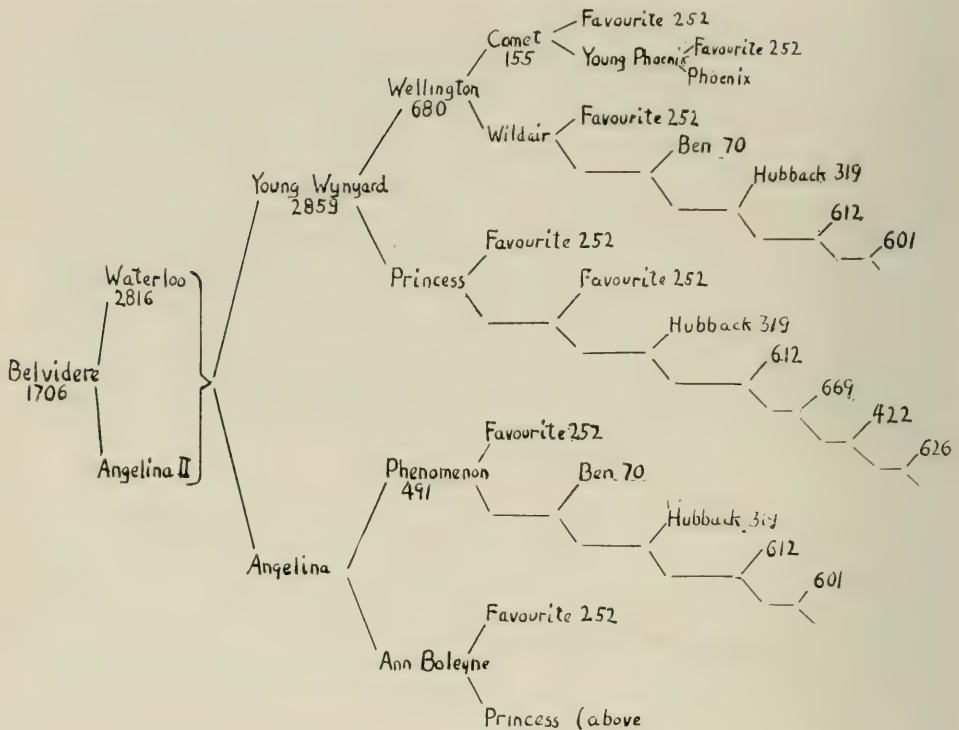 Favourite 252
Comet
155
Young Phoenix
Favourite 252
Phoenix
Wellington
680
Favourite 252
Wildair
Ben 70
Hubback 319
612
601
Young Wynyard
2859
Favourite 252
Princess
Favourite 252
Hubback 319
612
669
422
626
Waterloo
2816
Belvidere
1706
Angelina II
Favourite 252
Phenomenon
491
Ben 70
Hubback 319
612
601
Angelina
Favourite 252
Ann Boleyne
Princess (above